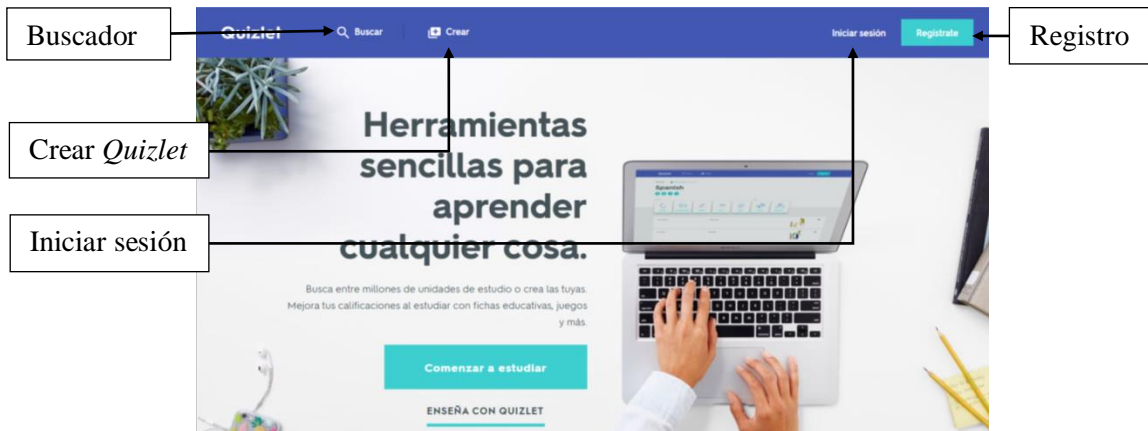 Buscador
Quizlet
Buscar
Crear
Iniciar sesión
Regístrate
Registro
Crear Quizlet
Iniciar sesión
Herramientas
sencillas para
aprender
cualquier cosa.
Busca entre millones de unidades de estudio o crea las tuyas.
Mejora tus calificaciones al estudiar con fichas educativas, juegos
y más.
Comenzar a estudiar
ENSEÑA CON QUIZLET
Spanish